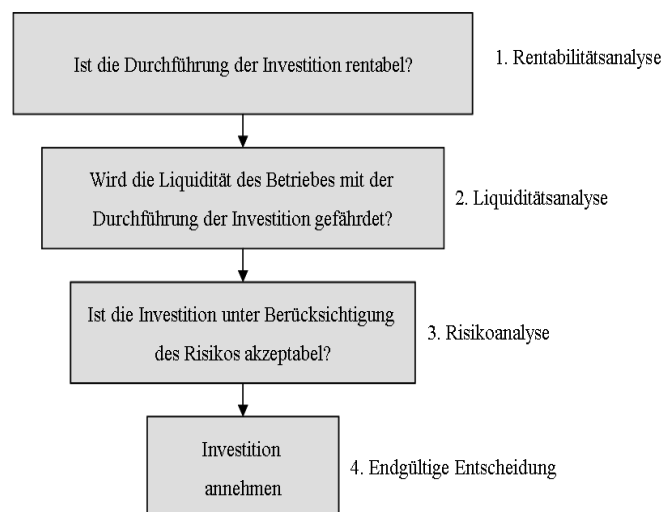 Ist die Durchführung der Investition rentabel?
1. Rentabilitätsanalyse
Wird die Liquidität des Betriebes mit der
Durchführung der Investition gefährdet?
2. Liquiditätsanalyse
Ist die Investition unter Berücksichtigung
des Risikos akzeptabel?
3. Risikoanalyse
Investition
annehmen
4. Endgültige Entscheidung